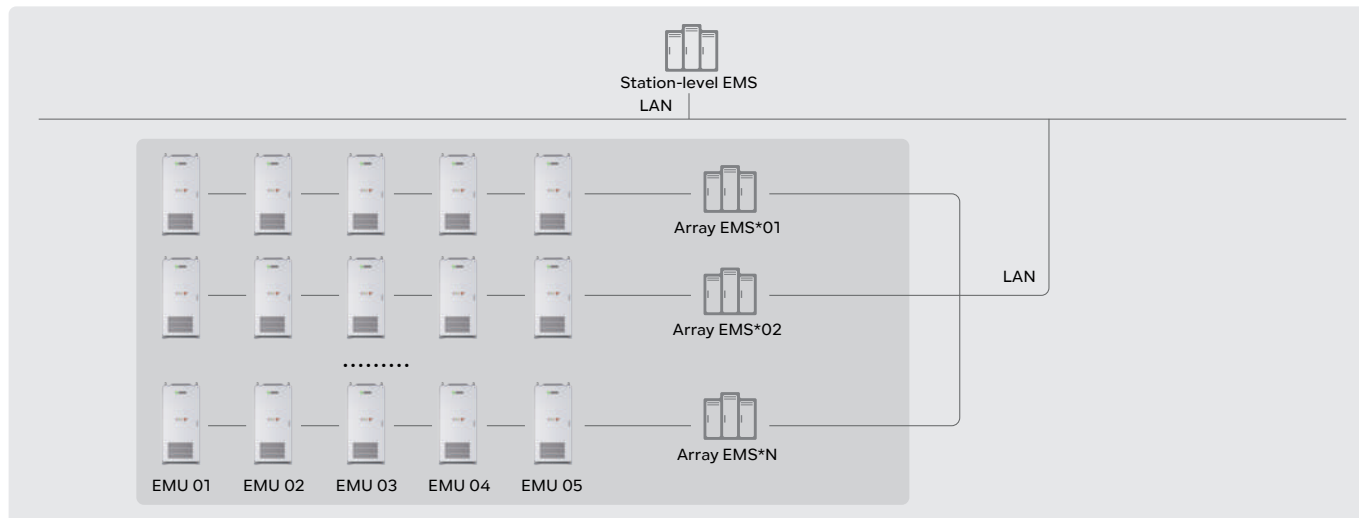 Station-level EMS
LAN
Array EMS*01
LAN
Array EMS*02
.........
Array EMS*N
EMU 01 EMU 02 EMU 03 EMU 04 EMU 05